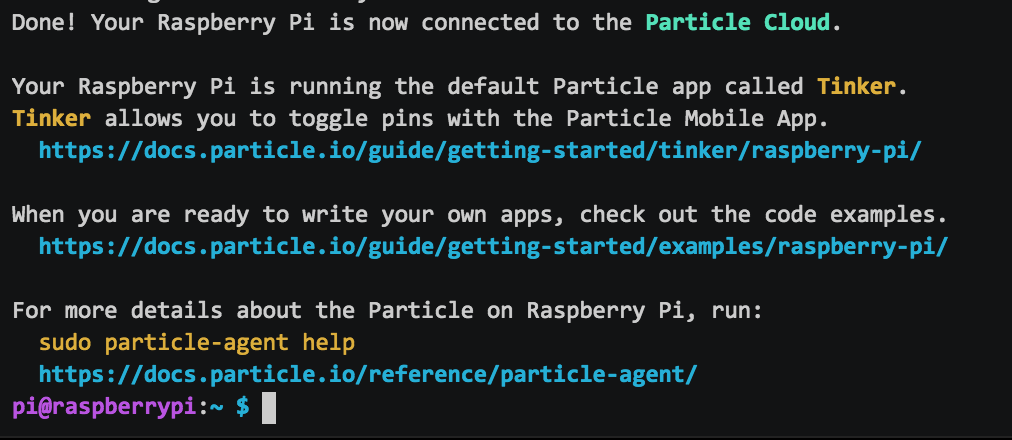 Done! Your Raspberry Pi is now connected to the Particle Cloud.
Your Raspberry Pi is running the default Particle app called Tinker.
Tinker allows you to toggle pins with the Particle Mobile App.
https://docs.particle.io/guide/getting-started/tinker/raspberry-pi/
When you are ready to write your own apps, check out the code examples.
https://docs.particle.io/guide/getting-started/examples/raspberry-pi/
For more details about the Particle on Raspberry Pi, run:
sudo particle-agent help
https://docs.particle.io/reference/particle-agent/
pi@raspberrypi:~ $